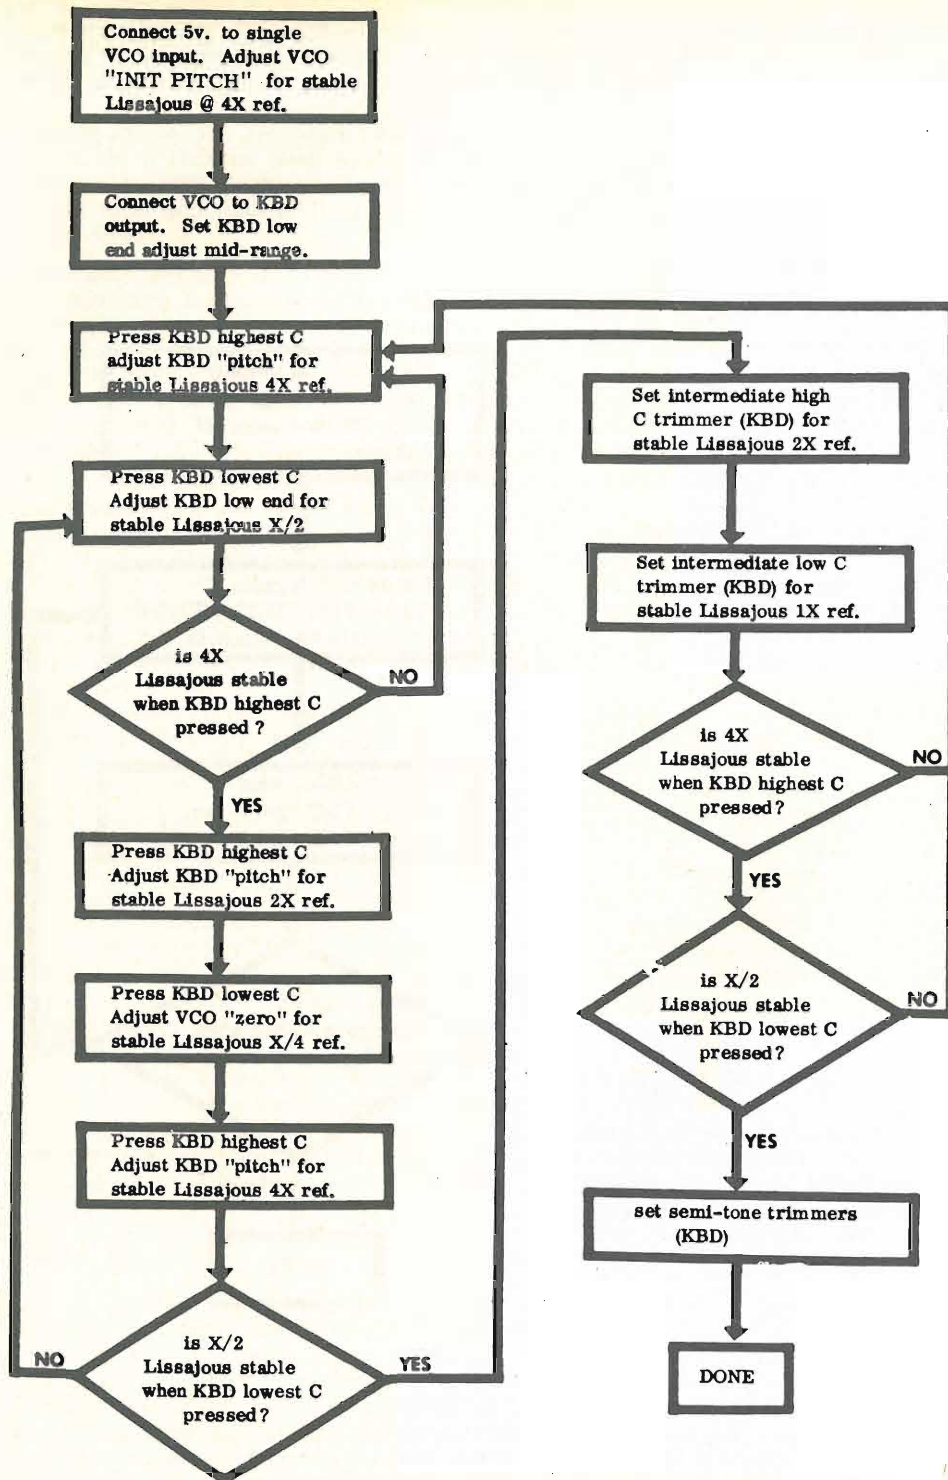 Connect 5v. to single
VCO input. Adjust VCO
"INIT PITCH" for stable
Lissajous @ 4X ref.
Connect VCO to KBD
output. Set KBD low
end adjust mid-range.
Press KBD highest C
adjust KBD "pitch" for
stable Lissajous 4X ref.
Press KBD lowest C
Adjust KBD low end for
stable Lissajous X/2
is 4X
Lissajous stable
when KBD highest C
pressed ?
NO
YES
Press KBD highest C
Adjust KBD "pitch" for
stable Lissajous 2X ref.
Press KBD lowest C
Adjust VCO "zero" for
stable Lissajous X/4 ref.
Press KBD highest C
Adjust KBD "pitch" for
stable Lissajous 4X ref.
is X/2
Lissajous stable
when KBD lowest C
pressed ?
NO
YES
Set intermediate high
C trimmer (KBD) for
stable Lissajous 2X ref.
Set intermediate low C
trimmer (KBD) for
stable Lissajous 1X ref.
is 4X
Lissajous stable
when KBD highest C
pressed ?
NO
YES
is X/2
Lissajous stable
when KBD lowest C
pressed ?
NO
YES
set semi-tone trimmers
(KBD)
DONE